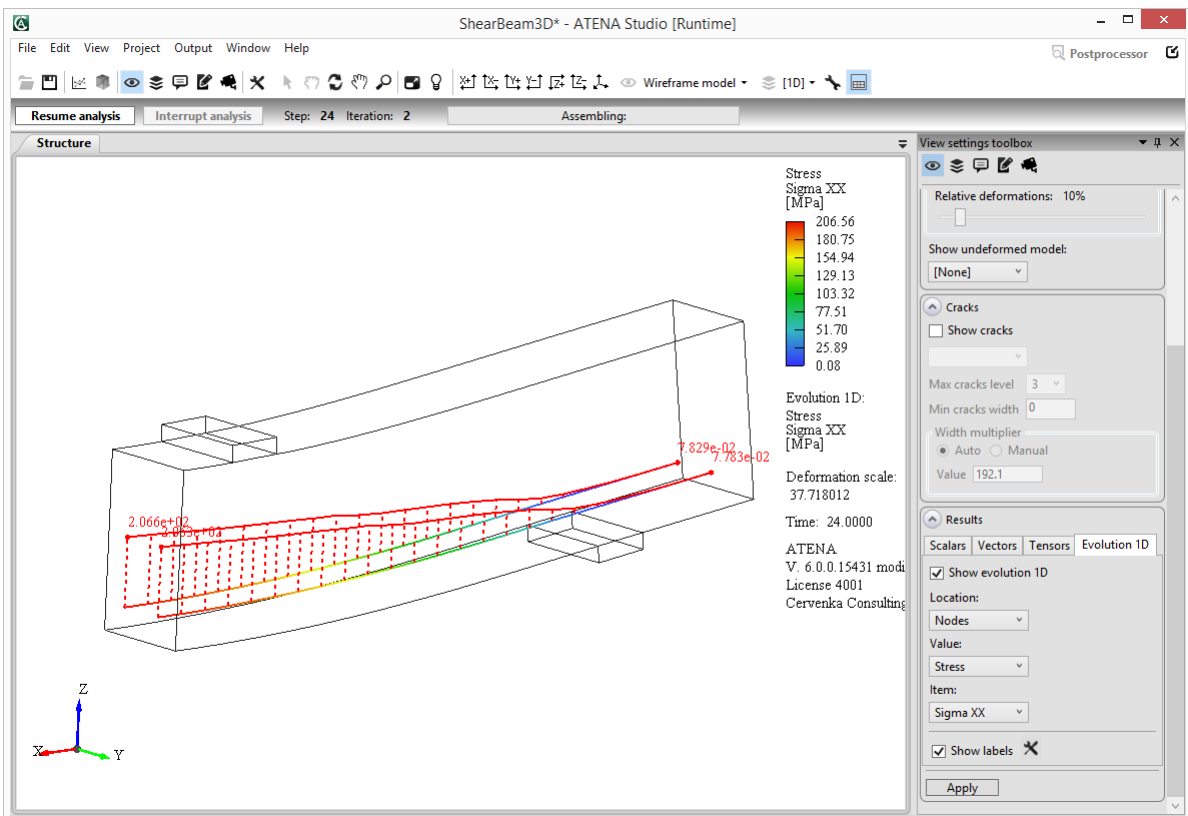 ShearBeam3D* - ATENA Studio [Runtime]
File Edit View Project Output Window Help
Postprocessor
Wireframe model
[1D]
Resume analysis Interrupt analysis Step: 24 Iteration: 2 Assembling:
Structure
Stress
Sigma XX
[MPa]
206.56
180.75
154.94
129.13
103.32
77.51
51.70
25.89
0.08
Evolution 1D:
Stress
Sigma XX
[MPa]
Deformation scale:
37.718012
Time: 24.0000
ATENA
V. 6.0.0.15431 modi
License 4001
Cervenka Consulting
7.829e-02
7.783e-02
2.066e+02
Z
X
Y
View settings toolbox
Relative deformations: 10%
Show undeformed model:
[None]
Cracks
Show cracks
Max cracks level 3
Min cracks width 0
Width multiplier
Auto Manual
Value 192.1
Results
Scalars Vectors Tensors Evolution 1D
Show evolution 1D
Location:
Nodes
Value:
Stress
Item:
Sigma XX
Show labels
Apply